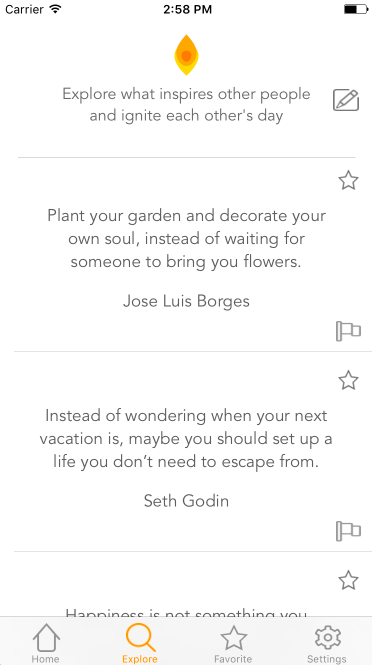 Carrier 2:58 PM
Explore what inspires other people
and ignite each other's day
Plant your garden and decorate your
own soul, instead of waiting for
someone to bring you flowers.
Jose Luis Borges
Instead of wondering when your next
vacation is, maybe you should set up a
life you don’t need to escape from.
Seth Godin
Happiness is not something you
Home Explore Favorite Settings